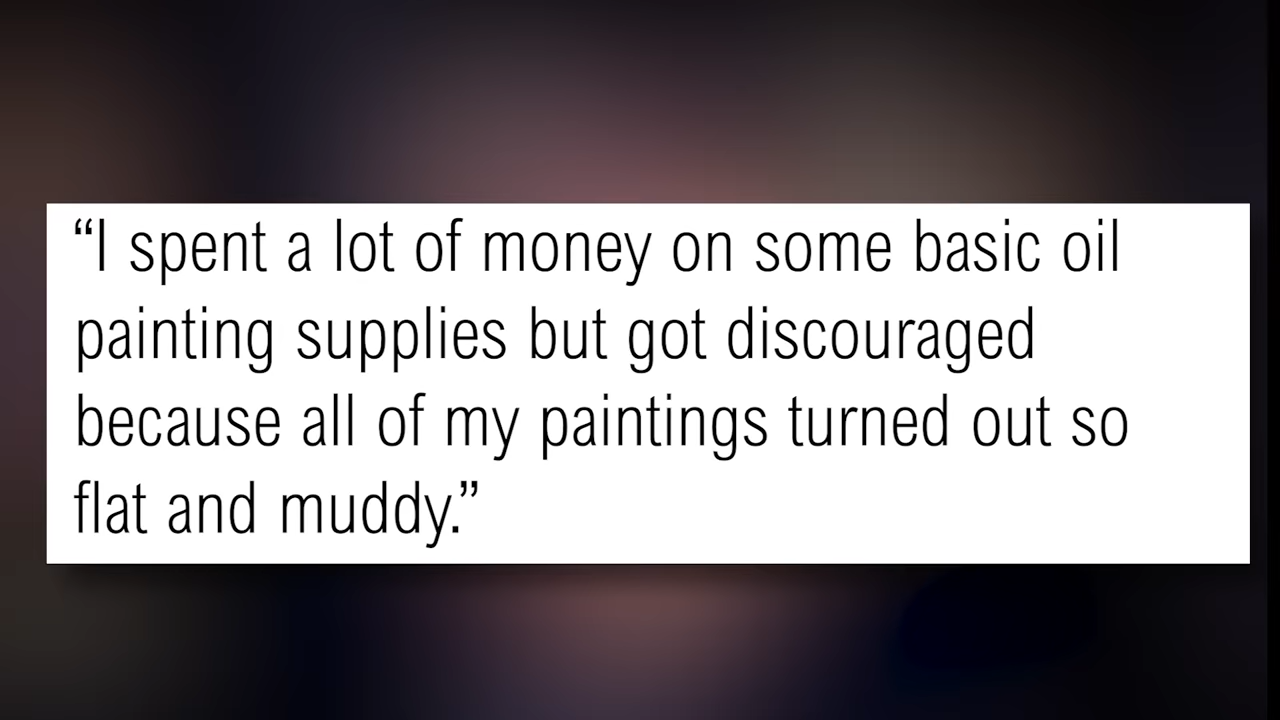 “I spent a lot of money on some basic oil
painting supplies but got discouraged
because all of my paintings turned out so
flat and muddy.”